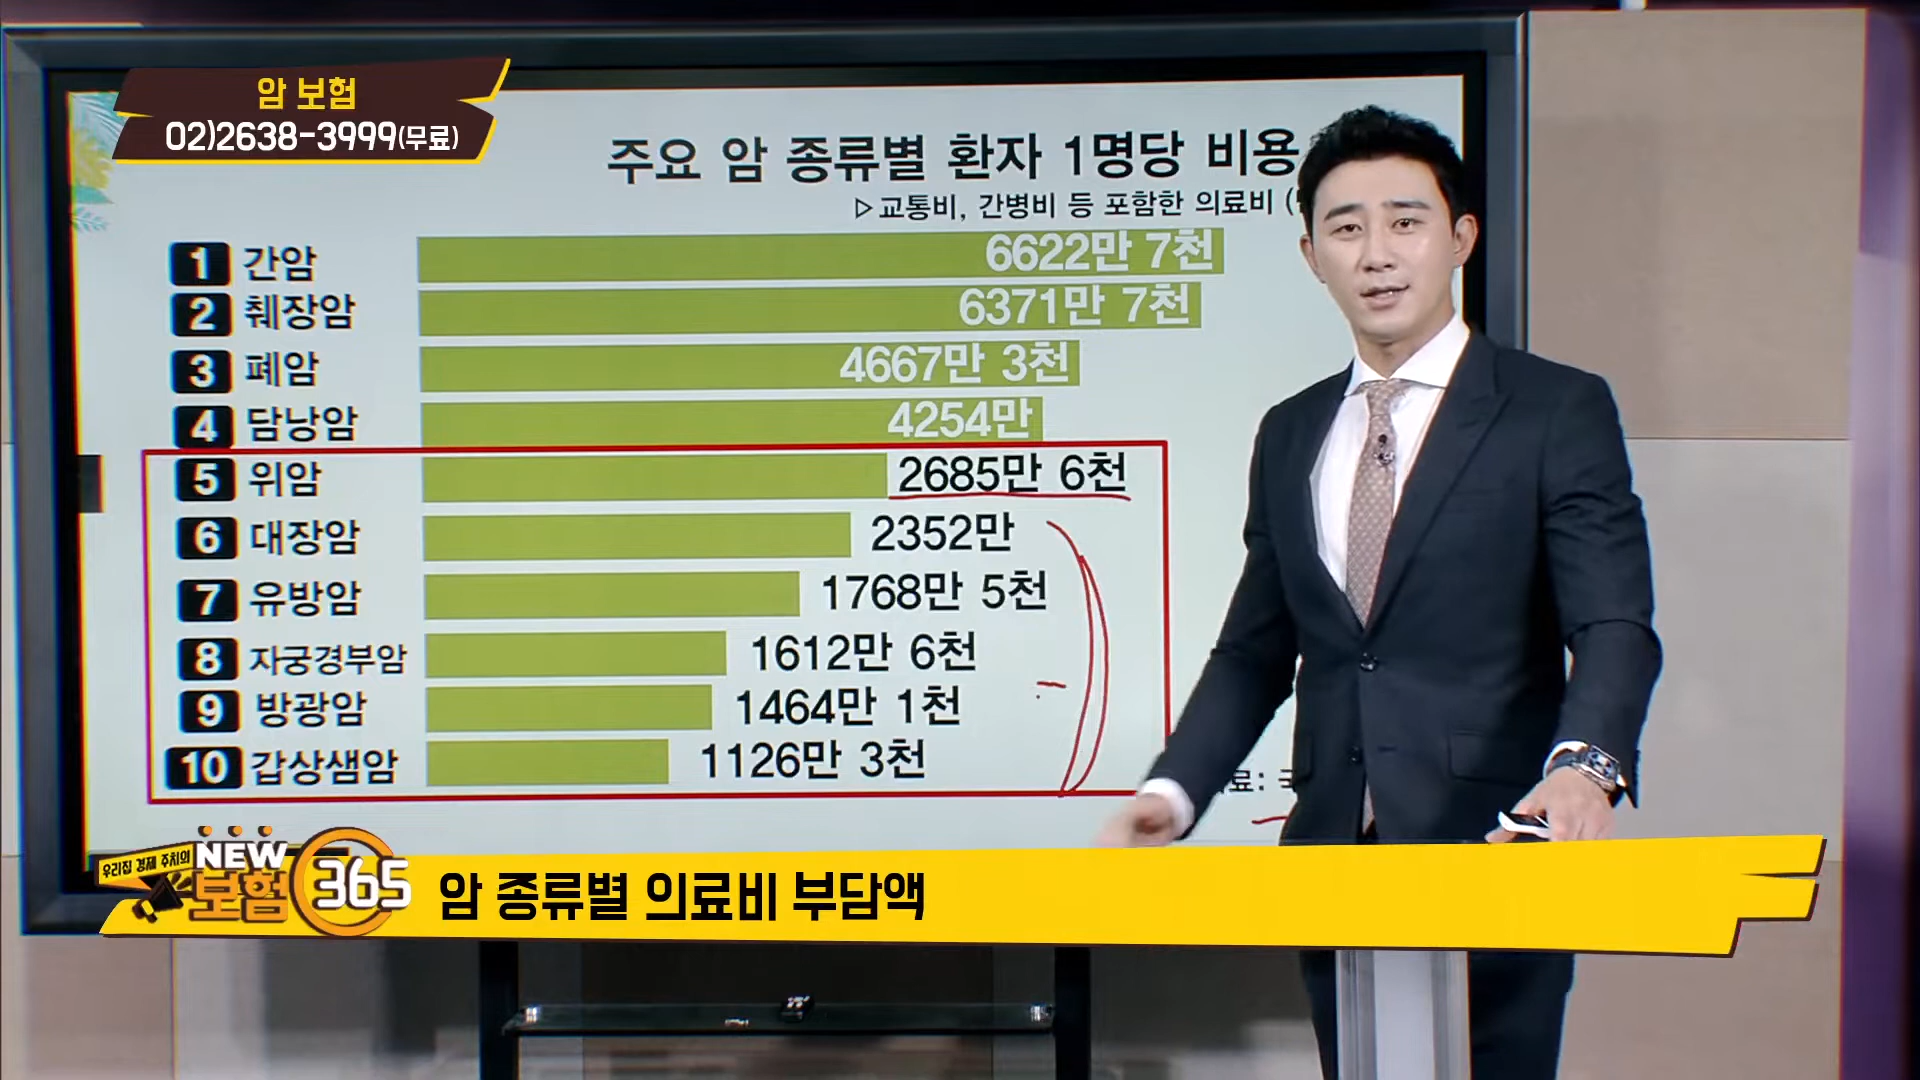 암 보험
02)2638-3999(무료)
주요 암 종류별 환자 1명당 비용
▷교통비, 간병비 등 포함한 의료비 (
1 간암 6622만 7천
2 췌장암 6371만 7천
3 폐암 4667만 3천
4 담낭암 4254만
5 위암 2685만 6천
6 대장암 2352만
7 유방암 1768만 5천
8 자궁경부암 1612만 6천
9 방광암 1464만 1천
10 갑상샘암 1126만 3천
우리집 경제 주치의
NEW
보험 365
암 종류별 의료비 부담액